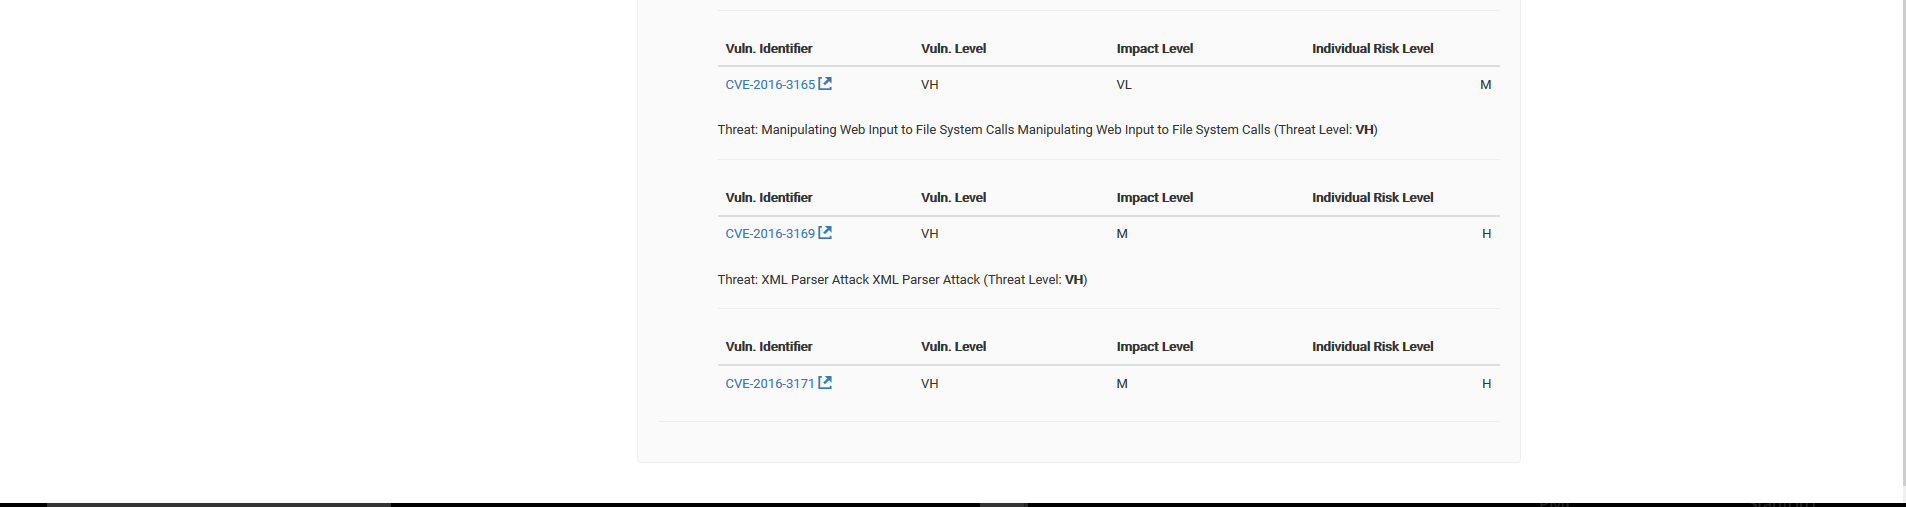 Vuln. Identifier Vuln. Level Impact Level Individual Risk Level
CVE-2016-3165 VH VL M
Threat: Manipulating Web Input to File System Calls Manipulating Web Input to File System Calls (Threat Level: VH)
Vuln. Identifier Vuln. Level Impact Level Individual Risk Level
CVE-2016-3169 VH M H
Threat: XML Parser Attack XML Parser Attack (Threat Level: VH)
Vuln. Identifier Vuln. Level Impact Level Individual Risk Level
CVE-2016-3171 VH M H